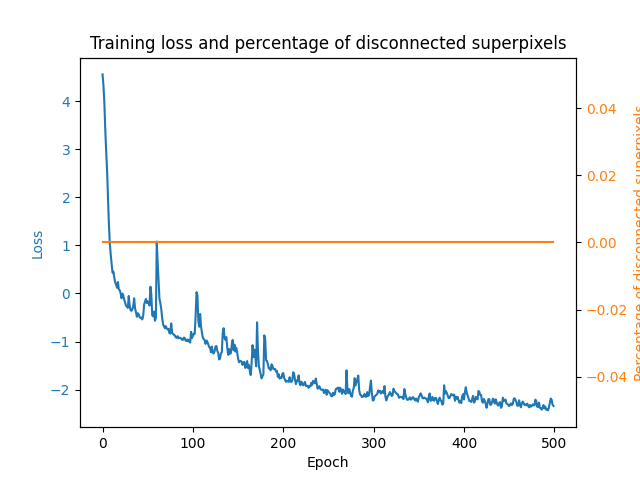 Training loss and percentage of disconnected superpixels
4
3
2
1
0
−1
−2
Loss
0.04
0.02
0.00
−0.02
−0.04
Percentage of disconnected superpixels
0 100 200 300 400 500
Epoch